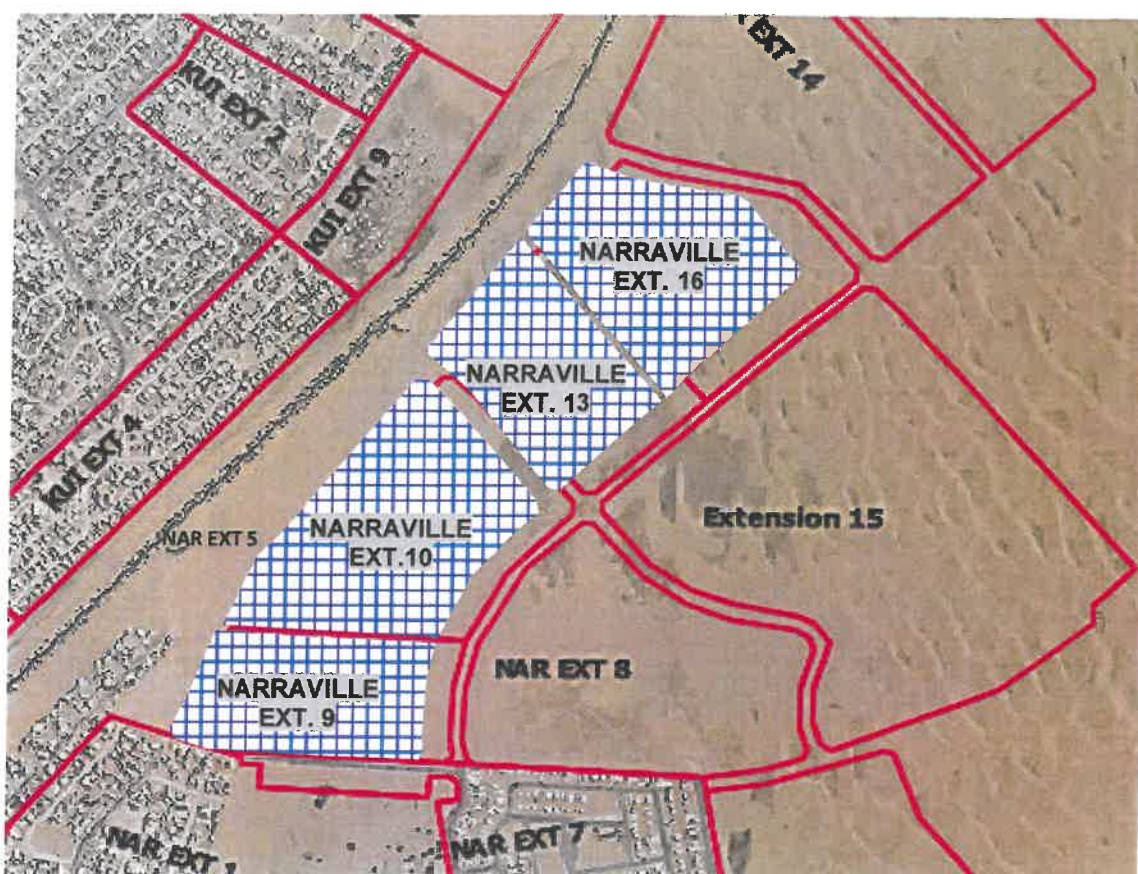 EXT 14
KUI EXT 2
KUI EXT 9
NARRAVILLE
EXT. 16
NARRAVILLE
EXT. 13
KUI EXT 4
NARRAVILLE
EXT.10
NAR EXT 5
Extension 15
NAR EXT 8
NARRAVILLE
EXT. 9
NAR EXT 1
NAR EXT 7